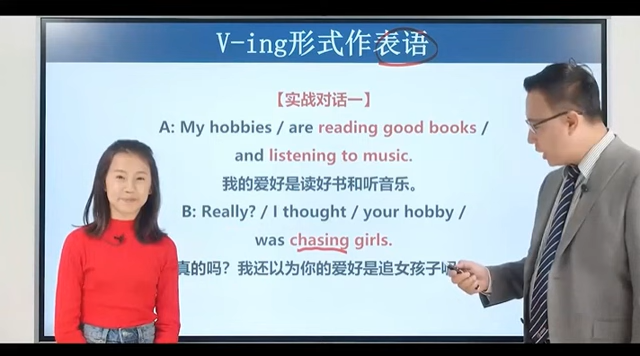 V-ing形式作表语
【实战对话一】
A: My hobbies / are reading good books /
and listening to music.
我的爱好是读好书和听音乐。
B: Really? / I thought / your hobby /
was chasing girls.
真的吗？我还以为你的爱好是追女孩子